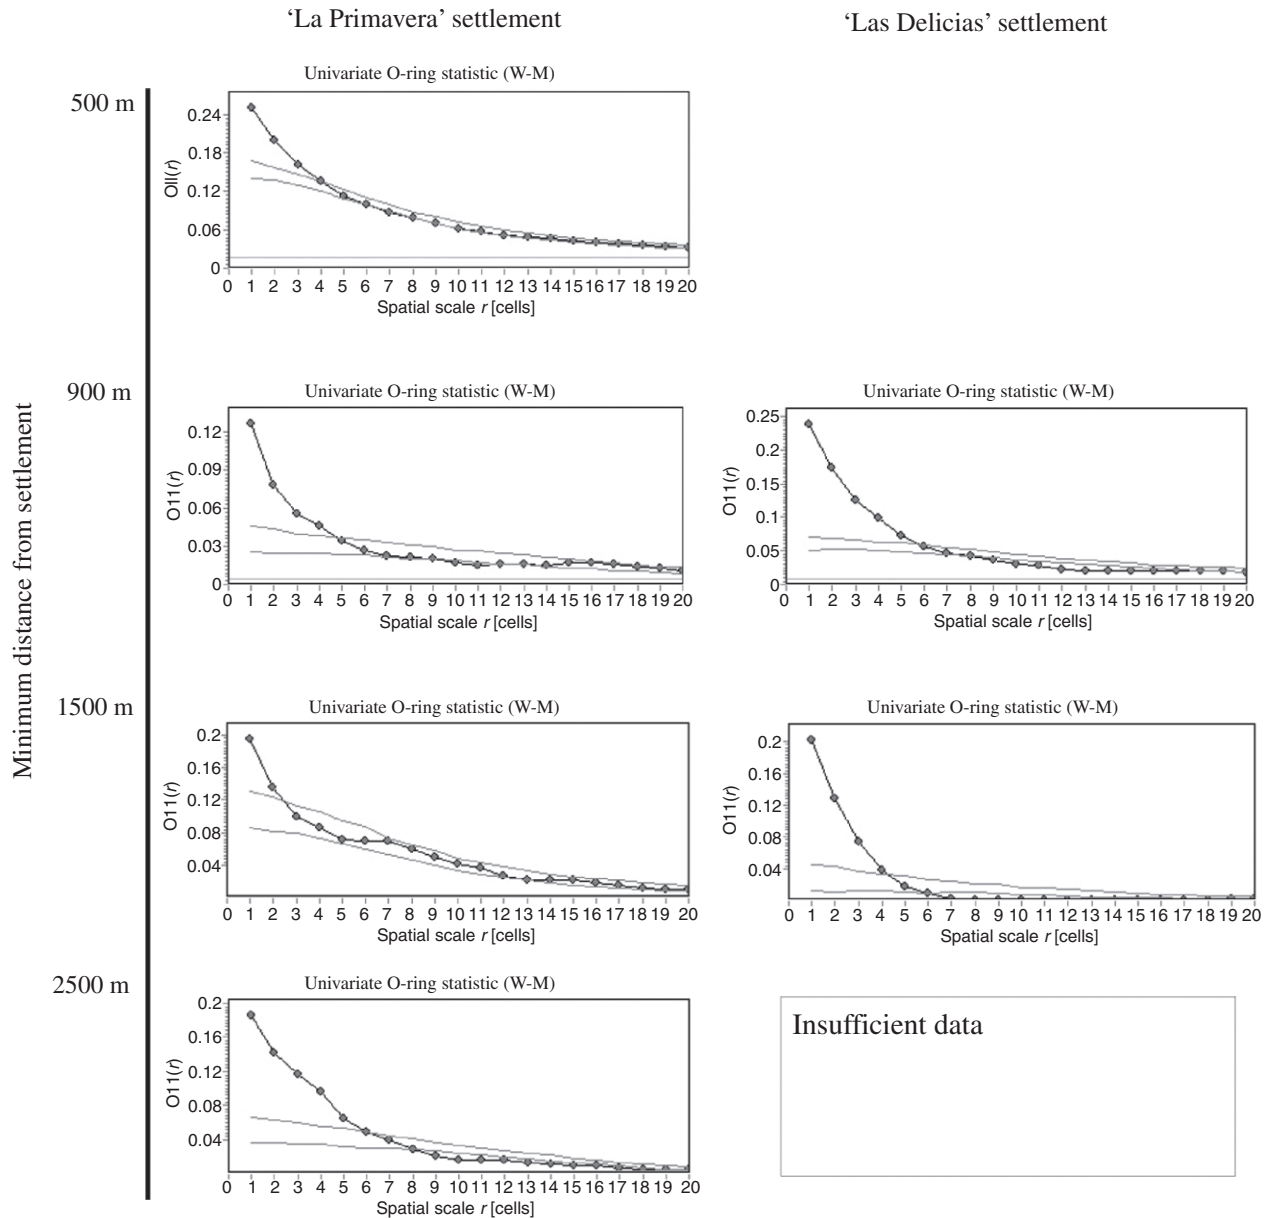 ‘La Primavera’ settlement
‘Las Delicias’ settlement
Minimum distance from settlement
500 m
Univariate O-ring statistic (W-M)
OII(r)
0.24
0.18
0.12
0.06
0
0 1 2 3 4 5 6 7 8 9 10 11 12 13 14 15 16 17 18 19 20
Spatial scale r [cells]
900 m
Univariate O-ring statistic (W-M)
O11(r)
0.12
0.09
0.06
0.03
0
0 1 2 3 4 5 6 7 8 9 10 11 12 13 14 15 16 17 18 19 20
Spatial scale r [cells]
Univariate O-ring statistic (W-M)
O11(r)
0.25
0.2
0.15
0.1
0.05
0
0 1 2 3 4 5 6 7 8 9 10 11 12 13 14 15 16 17 18 19 20
Spatial scale r [cells]
1500 m
Univariate O-ring statistic (W-M)
O11(r)
0.2
0.16
0.12
0.08
0.04
0 1 2 3 4 5 6 7 8 9 10 11 12 13 14 15 16 17 18 19 20
Spatial scale r [cells]
Univariate O-ring statistic (W-M)
O11(r)
0.2
0.16
0.12
0.08
0.04
0 1 2 3 4 5 6 7 8 9 10 11 12 13 14 15 16 17 18 19 20
Spatial scale r [cells]
2500 m
Univariate O-ring statistic (W-M)
O11(r)
0.2
0.16
0.12
0.08
0.04
0 1 2 3 4 5 6 7 8 9 10 11 12 13 14 15 16 17 18 19 20
Spatial scale r [cells]
Insufficient data